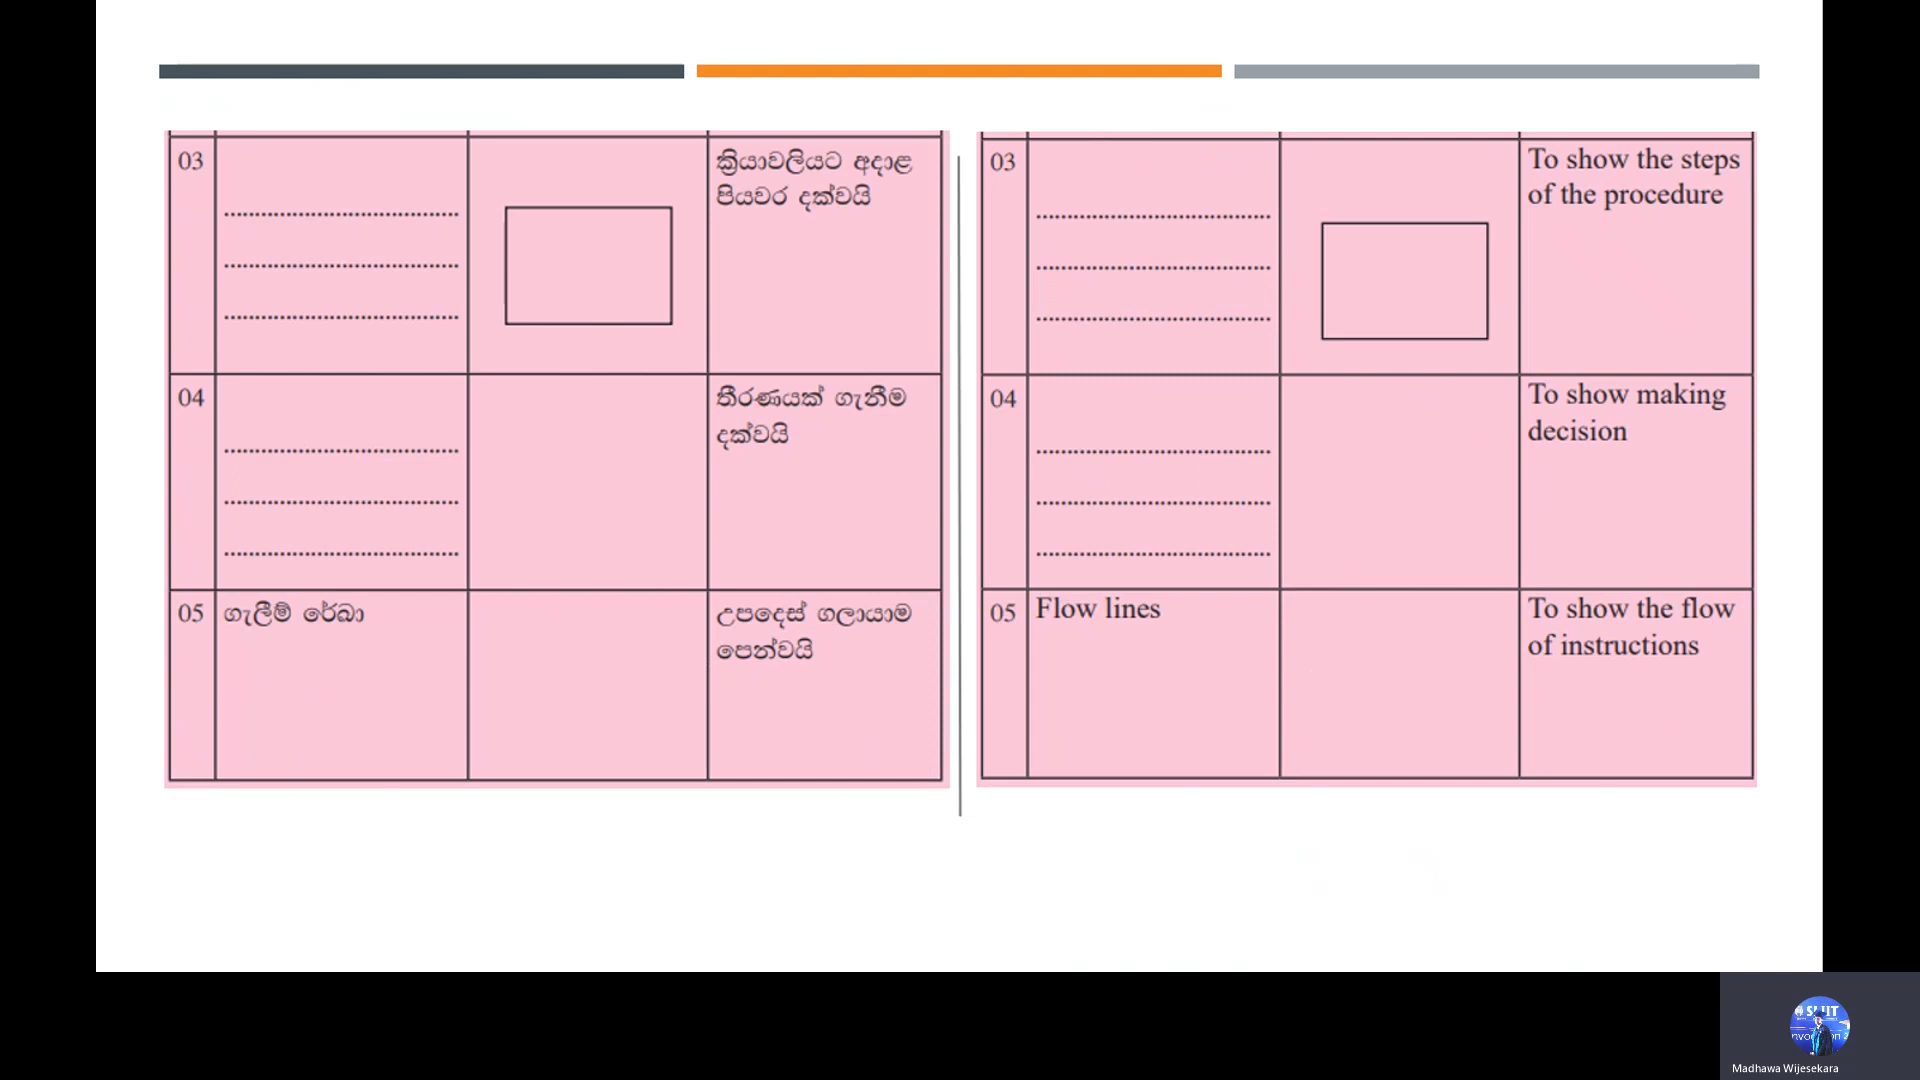 03
ක්‍රියාවලියට අදාළ
පියවර දක්වයි
04
තීරණයක් ගැනීම
දක්වයි
05 ගැලීම් රේඛා
උපදෙස් ගලායාම
පෙන්වයි
03
To show the steps
of the procedure
04
To show making
decision
05 Flow lines
To show the flow
of instructions
Madhawa Wijesekara